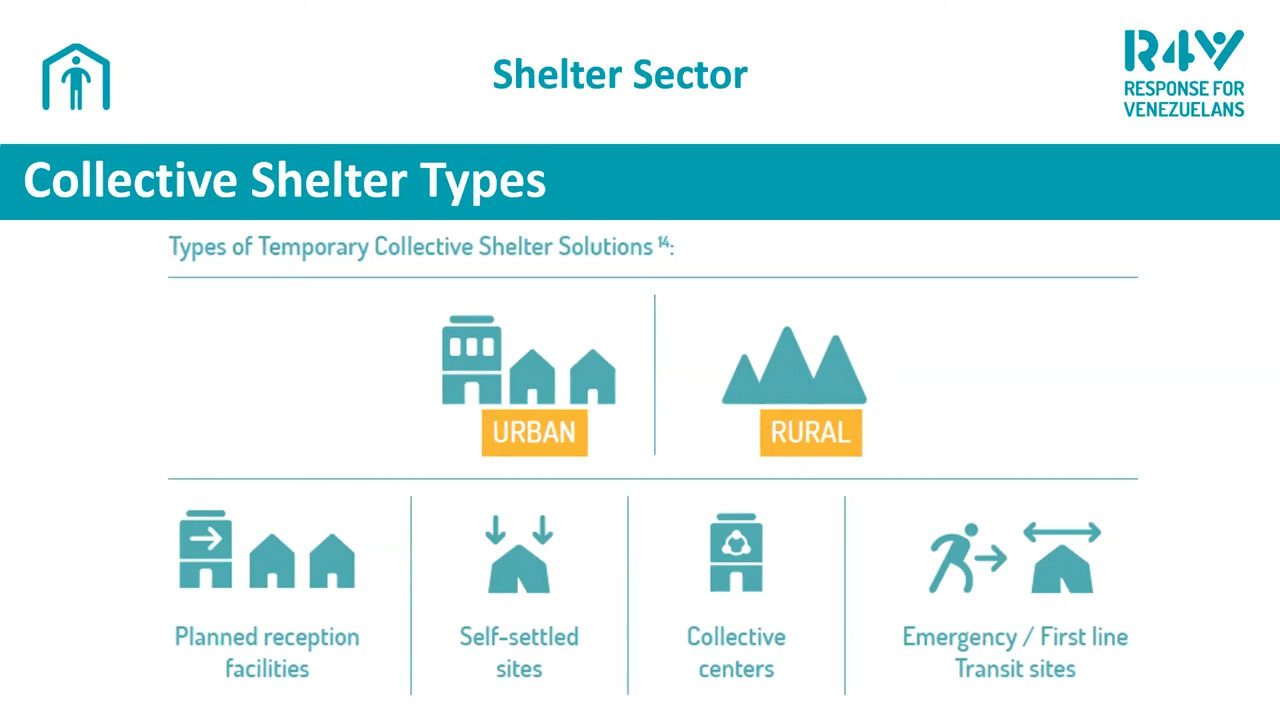 Shelter Sector
R4V
RESPONSE FOR
VENEZUELANS
Collective Shelter Types
Types of Temporary Collective Shelter Solutions ¹⁴:
URBAN
RURAL
Planned reception
facilities
Self-settled
sites
Collective
centers
Emergency / First line
Transit sites